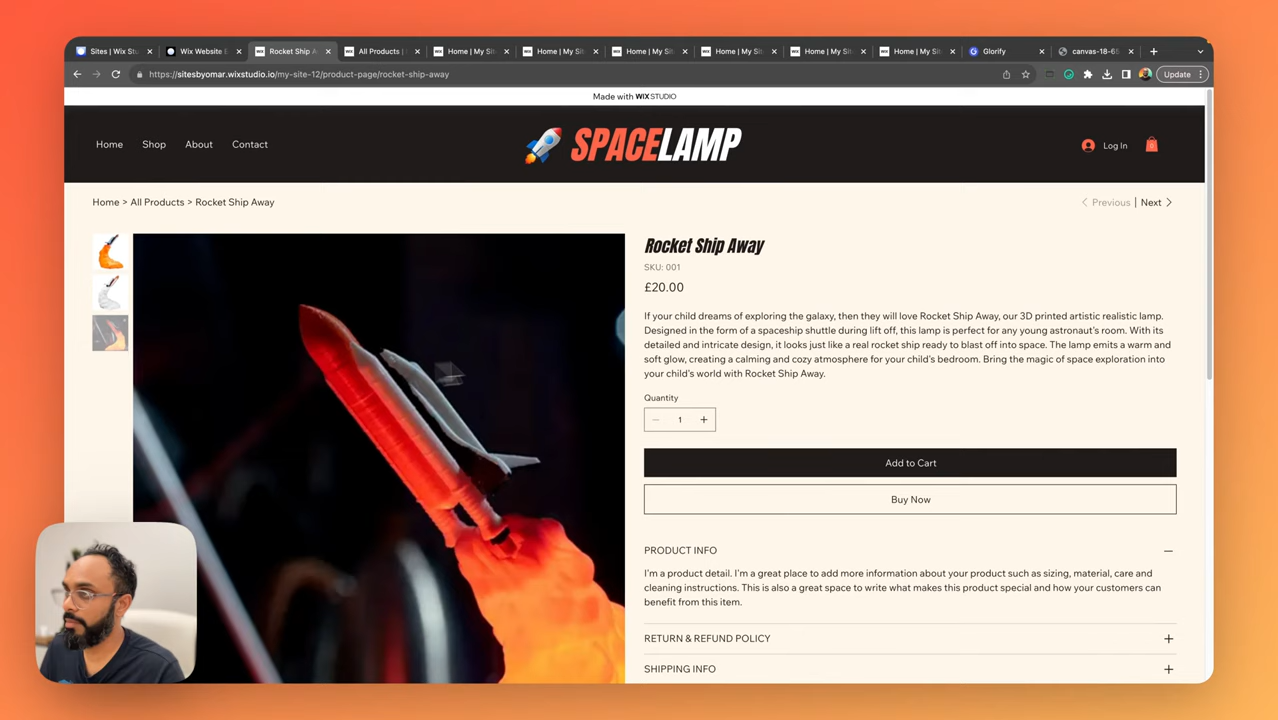 Sites | Wix Stu
Wix Website E
Rocket Ship A
All Products |
Home | My Sit
Home | My Sit
Home | My Sit
Home | My Sit
Home | My Sit
Home | My Sit
Glorify
canvas-18-65
https://sitesbyomar.wixstudio.io/my-site-12/product-page/rocket-ship-away
Update
Made with WIX STUDIO
Home
Shop
About
Contact
SPACELAMP
Log In
0
Home > All Products > Rocket Ship Away
Previous | Next
Rocket Ship Away
SKU: 001
£20.00
If your child dreams of exploring the galaxy, then they will love Rocket Ship Away, our 3D printed artistic realistic lamp.
Designed in the form of a spaceship shuttle during lift off, this lamp is perfect for any young astronaut's room. With its
detailed and intricate design, it looks just like a real rocket ship ready to blast off into space. The lamp emits a warm and
soft glow, creating a calming and cozy atmosphere for your child's bedroom. Bring the magic of space exploration into
your child's world with Rocket Ship Away.
Quantity
1
Add to Cart
Buy Now
PRODUCT INFO
I'm a product detail. I'm a great place to add more information about your product such as sizing, material, care and
cleaning instructions. This is also a great space to write what makes this product special and how your customers can
benefit from this item.
RETURN & REFUND POLICY
SHIPPING INFO